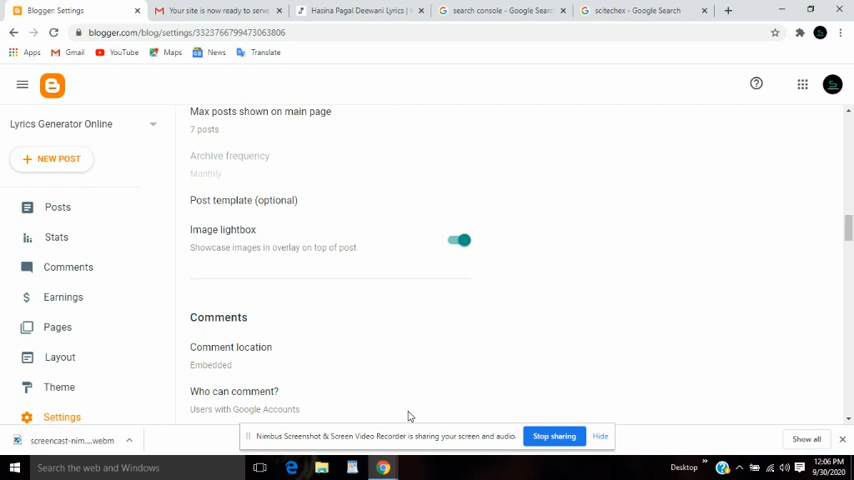 Blogger: Settings
Your site is now ready to serve
Hasina Pagal Deewani Lyrics |
search console - Google Sear
scitechex - Google Search
blogger.com/blog/settings/3323766799473063806
Apps
Gmail
YouTube
Maps
News
Translate
Lyrics Generator Online
NEW POST
Posts
Stats
Comments
Earnings
Pages
Layout
Theme
Settings
Max posts shown on main page
7 posts
Archive frequency
Monthly
Post template (optional)
Image lightbox
Showcase images in overlay on top of post
Comments
Comment location
Embedded
Who can comment?
Users with Google Accounts
screencast-nim....webm
Nimbus Screenshot & Screen Video Recorder is sharing your screen and audio.
Stop sharing
Hide
Show all
Search the web and Windows
Desktop
12:06 PM
9/30/2020